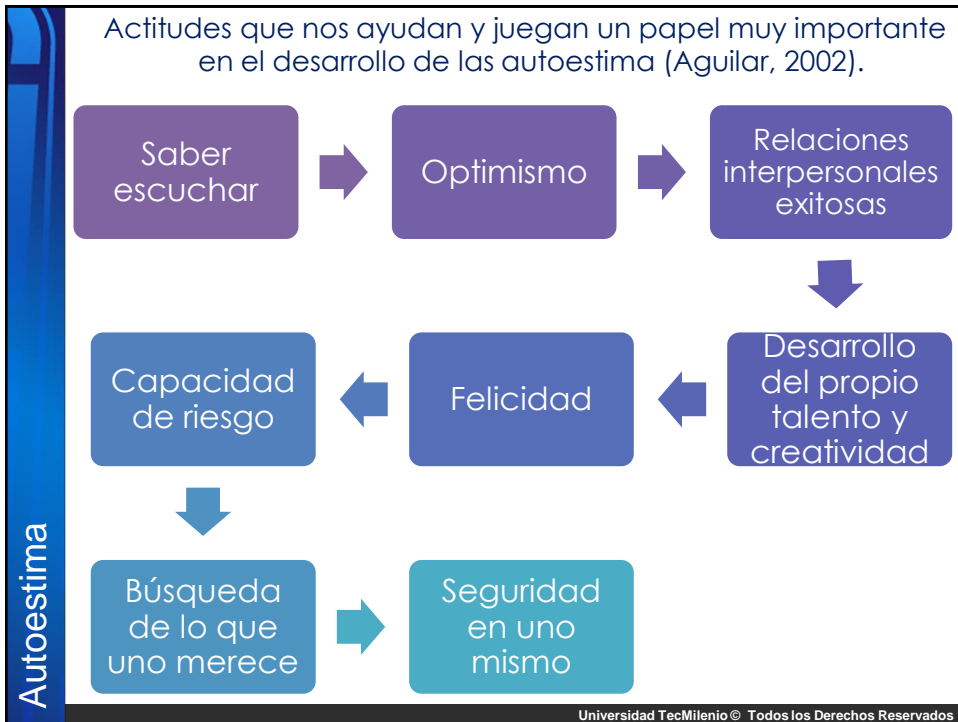 Actitudes que nos ayudan y juegan un papel muy importante
en el desarrollo de las autoestima (Aguilar, 2002).
Saber
escuchar
Optimismo
Relaciones
interpersonales
exitosas
Desarrollo
del propio
talento y
creatividad
Felicidad
Capacidad
de riesgo
Búsqueda
de lo que
uno merece
Seguridad
en uno
mismo
Autoestima
Universidad TecMilenio © Todos los Derechos Reservados